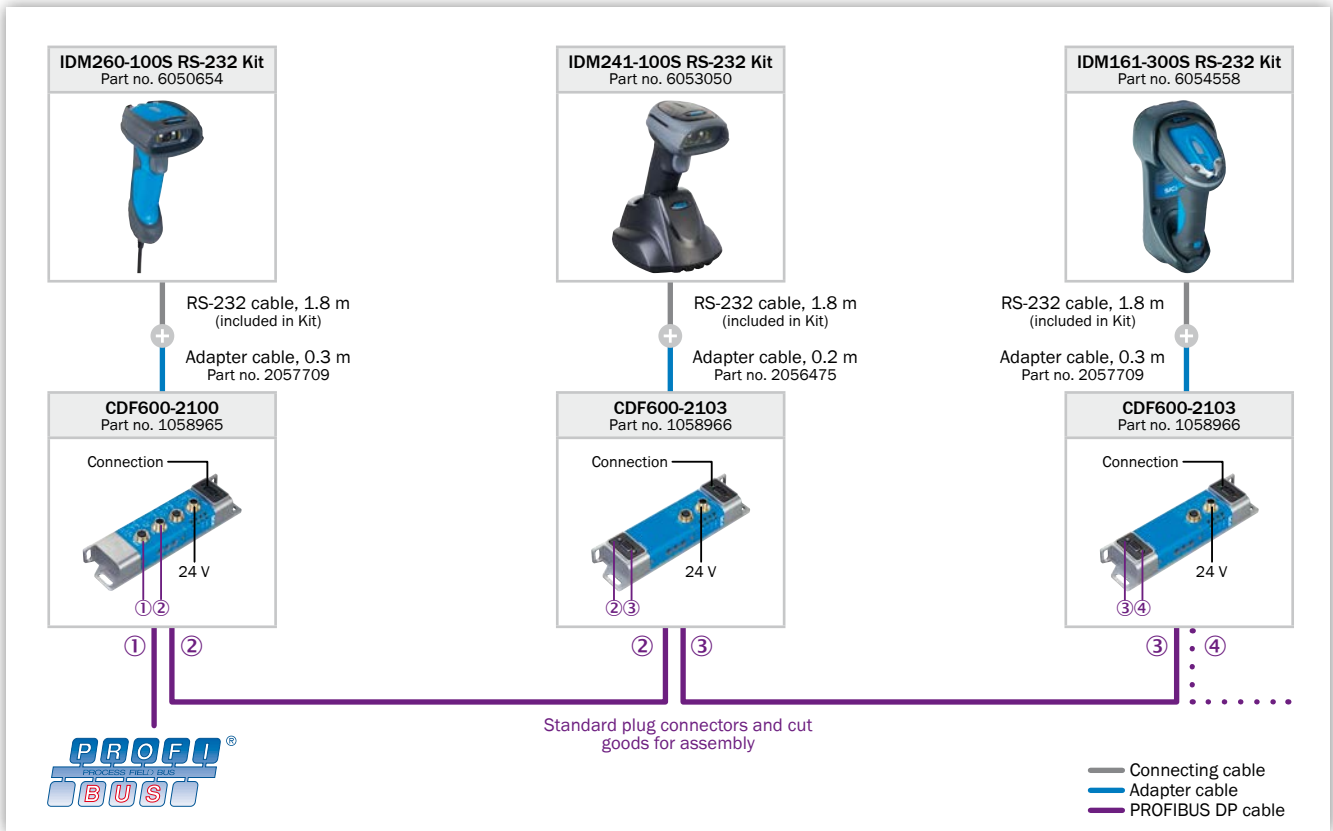 IDM260-100S RS-232 Kit
Part no. 6050654
IDM241-100S RS-232 Kit
Part no. 6053050
IDM161-300S RS-232 Kit
Part no. 6054558
RS-232 cable, 1.8 m
(included in Kit)
Adapter cable, 0.3 m
Part no. 2057709
RS-232 cable, 1.8 m
(included in Kit)
Adapter cable, 0.2 m
Part no. 2056475
RS-232 cable, 1.8 m
(included in Kit)
Adapter cable, 0.3 m
Part no. 2057709
CDF600-2100
Part no. 1058965
Connection
24 V
①②
CDF600-2103
Part no. 1058966
Connection
24 V
②③
CDF600-2103
Part no. 1058966
Connection
24 V
③④
① ②
② ③
③ ④
Standard plug connectors and cut
goods for assembly
PROFI®
PROCESS FIELD BUS
BUS
Connecting cable
Adapter cable
PROFIBUS DP cable